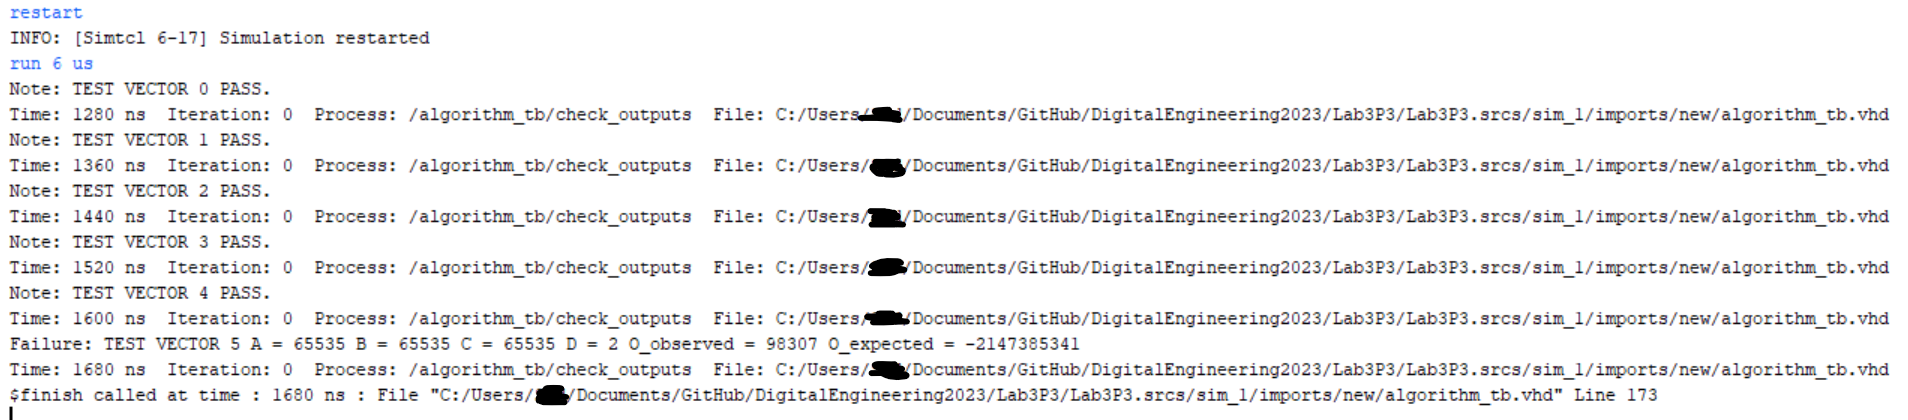 restart
INFO: [Simtcl 6-17] Simulation restarted
run 6 us
Note: TEST VECTOR 0 PASS.
Time: 1280 ns  Iteration: 0  Process: /algorithm_tb/check_outputs  File: C:/Users/Documents/GitHub/DigitalEngineering2023/Lab3P3/Lab3P3.srcs/sim_1/imports/new/algorithm_tb.vhd
Note: TEST VECTOR 1 PASS.
Time: 1360 ns  Iteration: 0  Process: /algorithm_tb/check_outputs  File: C:/Users/ /Documents/GitHub/DigitalEngineering2023/Lab3P3/Lab3P3.srcs/sim_1/imports/new/algorithm_tb.vhd
Note: TEST VECTOR 2 PASS.
Time: 1440 ns  Iteration: 0  Process: /algorithm_tb/check_outputs  File: C:/Users/ /Documents/GitHub/DigitalEngineering2023/Lab3P3/Lab3P3.srcs/sim_1/imports/new/algorithm_tb.vhd
Note: TEST VECTOR 3 PASS.
Time: 1520 ns  Iteration: 0  Process: /algorithm_tb/check_outputs  File: C:/Users/ /Documents/GitHub/DigitalEngineering2023/Lab3P3/Lab3P3.srcs/sim_1/imports/new/algorithm_tb.vhd
Note: TEST VECTOR 4 PASS.
Time: 1600 ns  Iteration: 0  Process: /algorithm_tb/check_outputs  File: C:/Users/ /Documents/GitHub/DigitalEngineering2023/Lab3P3/Lab3P3.srcs/sim_1/imports/new/algorithm_tb.vhd
Failure: TEST VECTOR 5 A = 65535 B = 65535 C = 65535 D = 2 O_observed = 98307 O_expected = -2147385341
Time: 1680 ns  Iteration: 0  Process: /algorithm_tb/check_outputs  File: C:/Users/ /Documents/GitHub/DigitalEngineering2023/Lab3P3/Lab3P3.srcs/sim_1/imports/new/algorithm_tb.vhd
$finish called at time : 1680 ns : File "C:/Users/ /Documents/GitHub/DigitalEngineering2023/Lab3P3/Lab3P3.srcs/sim_1/imports/new/algorithm_tb.vhd" Line 173